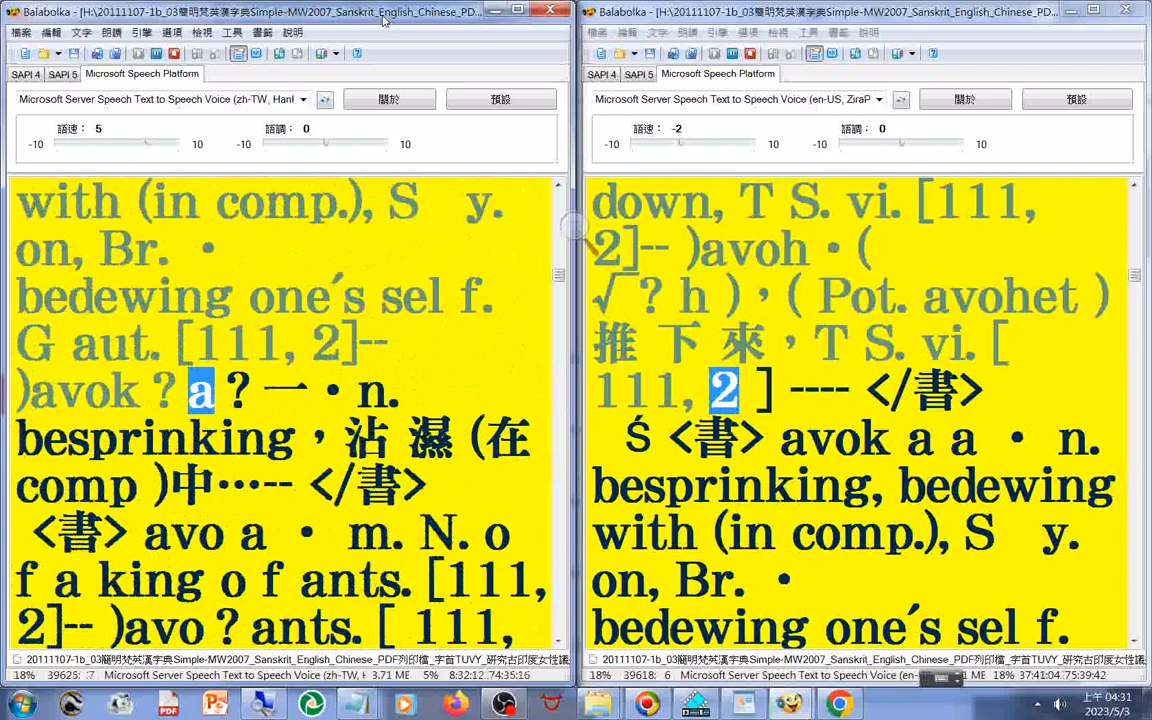 Balabolka - [H:\20111107-1b_03簡明梵英漢字典Simple-MW2007_Sanskrit_English_Chinese_PD...
檔案 編輯 文字 朗讀 引擎 選項 檢視 工具 書籤 說明
SAPI 4 SAPI 5 Microsoft Speech Platform
Microsoft Server Speech Text to Speech Voice (zh-TW, Hanl
關於 預設
語速： 5 語調： 0
-10 10 -10 10
with (in comp.), S y.
on, Br. •
bedewing one´s sel f.
G aut. [111, 2]--
)avok ? a ? 一 • n.
besprinking，沾 濕 (在
comp )中…-- </書>
<書> avo a • m. N. o
f a king o f ants. [111,
2]-- )avo ? ants. [ 111,
20111107-1b_03簡明梵英漢字典Simple-MW2007_Sanskrit_English_Chinese_PDF列印檔_字首TUVY_研究古印度女性議
18% 39625: :7 Microsoft Server Speech Text to Speech Voice (zh-TW, H 3.71 ME 5% 8:32:12.74:35:16
Balabolka - [H:\20111107-1b_03簡明梵英漢字典Simple-MW2007_Sanskrit_English_Chinese_PD...
檔案 編輯 文字 朗讀 引擎 選項 檢視 工具 書籤 說明
SAPI 4 SAPI 5 Microsoft Speech Platform
Microsoft Server Speech Text to Speech Voice (en-US, ZiraP
關於 預設
語速： -2 語調： 0
-10 10 -10 10
down, T S. vi. [111,
2]-- )avoh • (
√ ? h )，( Pot. avohet )
推 下 來，T S. vi. [
111, 2 ] ---- </書>
Ś <書> avok a a • n.
besprinking, bedewing
with (in comp.), S y.
on, Br. •
bedewing one´s sel f.
20111107-1b_03簡明梵英漢字典Simple-MW2007_Sanskrit_English_Chinese_PDF列印檔_字首TUVY_研究古印度女性議
18% 39618: 6 Microsoft Server Speech Text to Speech Voice (en- 18% 37:41:04.75:39:42
上午 04:31
2023/5/3